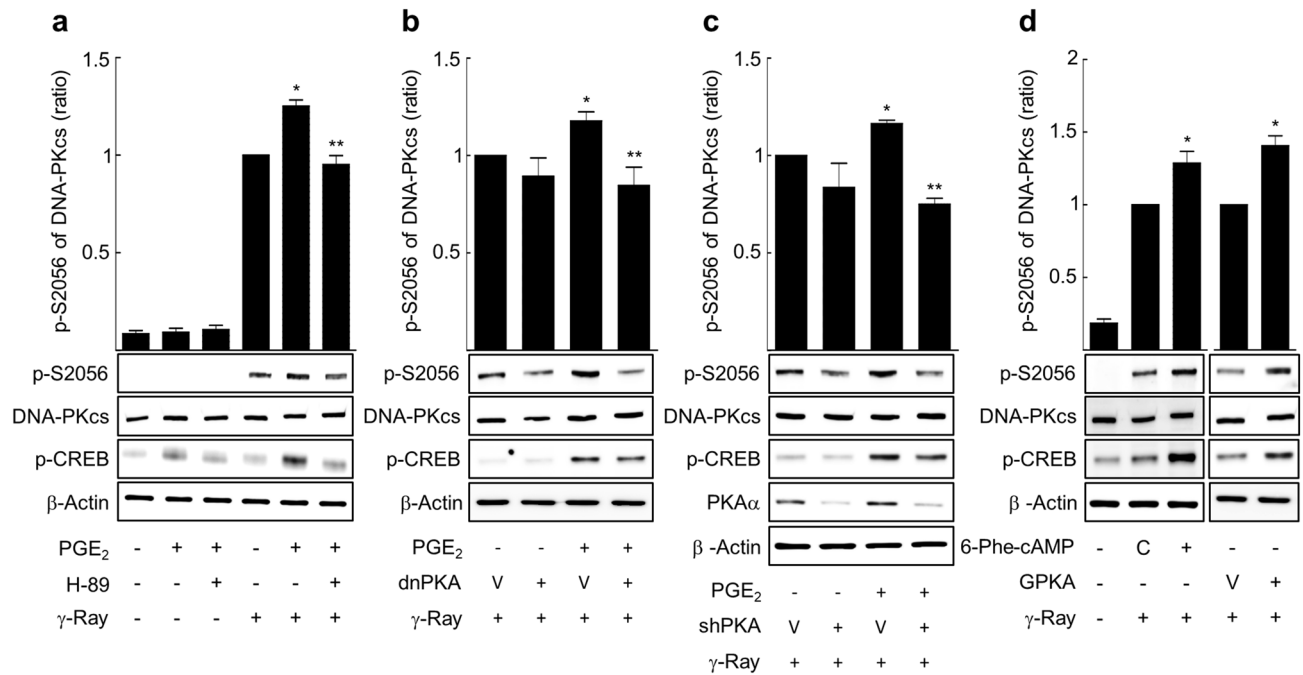 a
p-S2056 of DNA-PKcs (ratio)
1.5
1
0.5
*
**
p-S2056
DNA-PKcs
p-CREB
β-Actin
PGE₂ - + + - + +
H-89 - - + - - +
γ-Ray - - - + + +
b
p-S2056 of DNA-PKcs (ratio)
1.5
1
0.5
*
**
p-S2056
DNA-PKcs
p-CREB
β-Actin
PGE₂ - - + +
dnPKA V + V +
γ-Ray + + + +
c
p-S2056 of DNA-PKcs (ratio)
1.5
1
0.5
*
**
p-S2056
DNA-PKcs
p-CREB
PKAα
β -Actin
PGE₂ - - + +
shPKA V + V +
γ-Ray + + + +
d
p-S2056 of DNA-PKcs (ratio)
2
1.5
1
0.5
*
*
p-S2056
DNA-PKcs
p-CREB
β -Actin
6-Phe-cAMP - C + - -
GPKA - - - V +
γ-Ray - + + + +